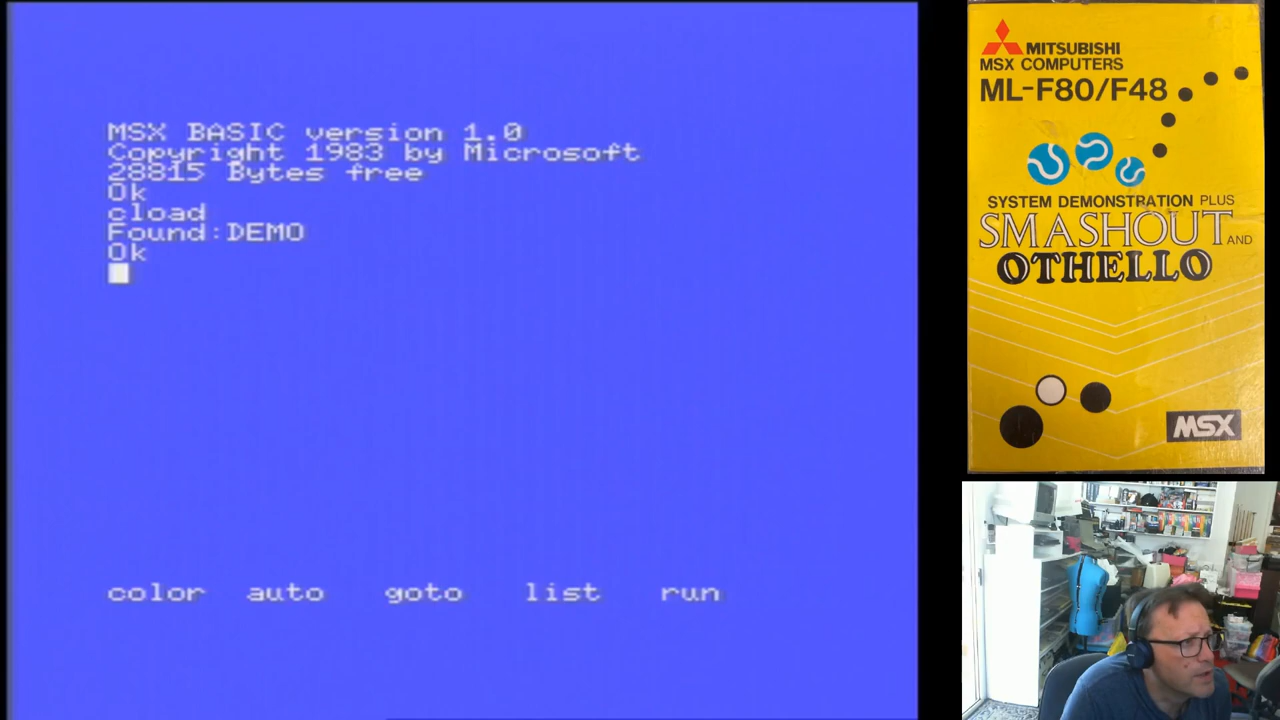 MSX BASIC version 1.0
Copyright 1983 by Microsoft
28815 Bytes free
Ok
cload
Found:DEMO
Ok
color auto goto list run
MITSUBISHI
MSX COMPUTERS
ML-F80/F48
SYSTEM DEMONSTRATION PLUS
SMASHOUT AND
OTHELLO
MSX